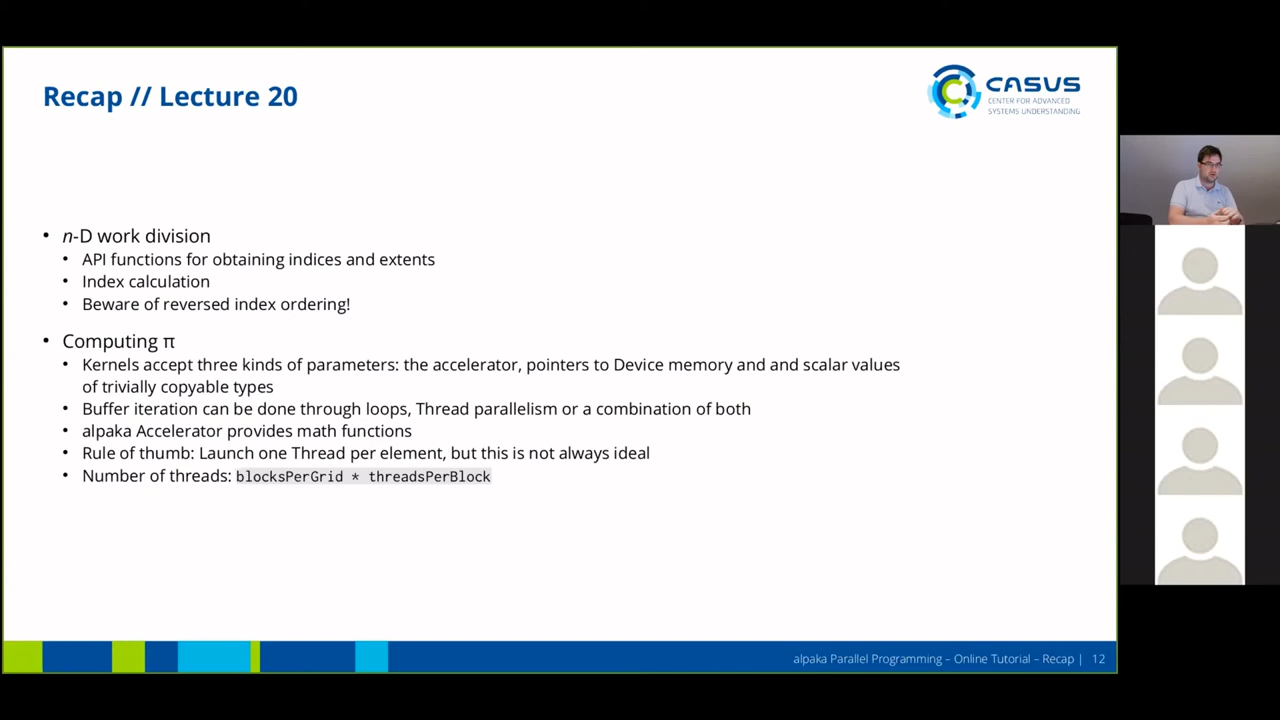 Recap // Lecture 20
CASUS
CENTER FOR ADVANCED
SYSTEMS UNDERSTANDING
• n-D work division
• API functions for obtaining indices and extents
• Index calculation
• Beware of reversed index ordering!
• Computing π
• Kernels accept three kinds of parameters: the accelerator, pointers to Device memory and and scalar values
of trivially copyable types
• Buffer iteration can be done through loops, Thread parallelism or a combination of both
• alpaka Accelerator provides math functions
• Rule of thumb: Launch one Thread per element, but this is not always ideal
• Number of threads: blocksPerGrid * threadsPerBlock
alpaka Parallel Programming – Online Tutorial – Recap | 12